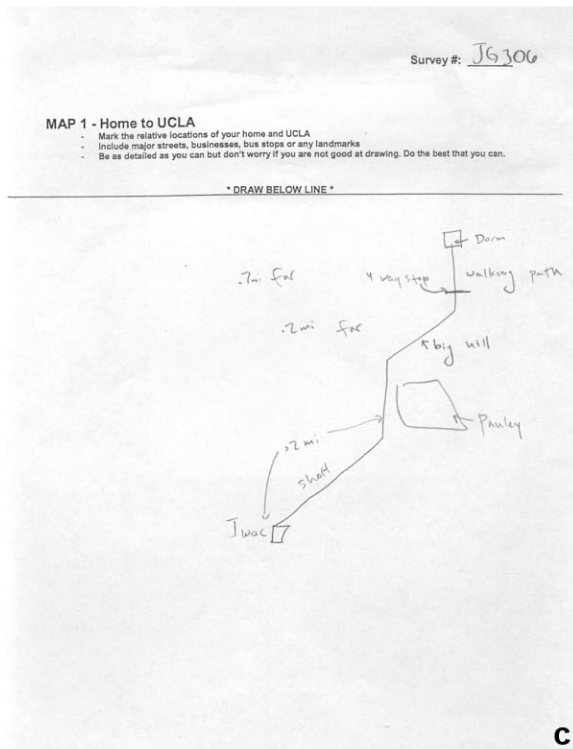 Survey #: JG306
MAP 1 - Home to UCLA
- Mark the relative locations of your home and UCLA
- Include major streets, businesses, bus stops or any landmarks
- Be as detailed as you can but don't worry if you are not good at drawing. Do the best that you can.
* DRAW BELOW LINE *
Dorm
.7mi far
4 way stop
walking path
.2mi far
big hill
Pauley
.2 mi
short
Jwoc
C